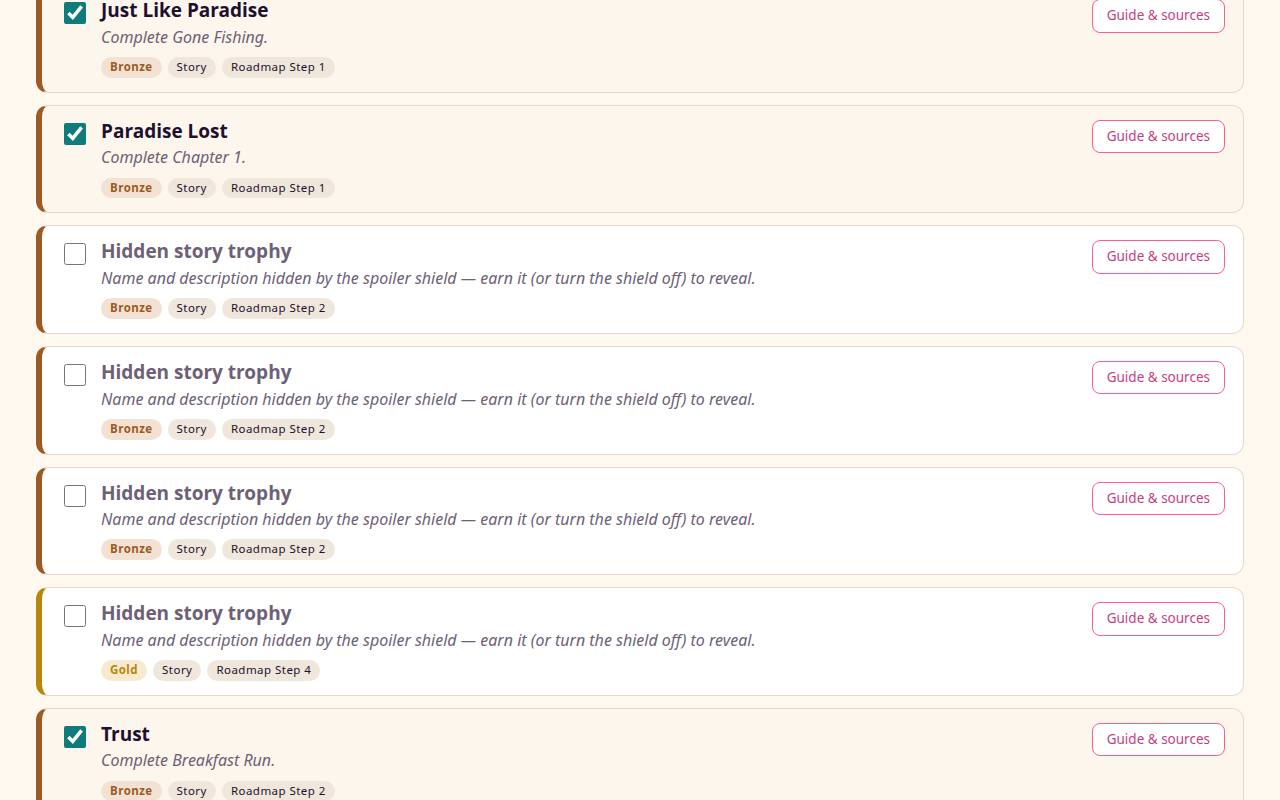 Just Like Paradise
Guide & sources
Complete Gone Fishing.
Bronze Story Roadmap Step 1
Paradise Lost
Guide & sources
Complete Chapter 1.
Bronze Story Roadmap Step 1
Hidden story trophy
Guide & sources
Name and description hidden by the spoiler shield — earn it (or turn the shield off) to reveal.
Bronze Story Roadmap Step 2
Hidden story trophy
Guide & sources
Name and description hidden by the spoiler shield — earn it (or turn the shield off) to reveal.
Bronze Story Roadmap Step 2
Hidden story trophy
Guide & sources
Name and description hidden by the spoiler shield — earn it (or turn the shield off) to reveal.
Bronze Story Roadmap Step 2
Hidden story trophy
Guide & sources
Name and description hidden by the spoiler shield — earn it (or turn the shield off) to reveal.
Gold Story Roadmap Step 4
Trust
Guide & sources
Complete Breakfast Run.
Bronze Story Roadmap Step 2